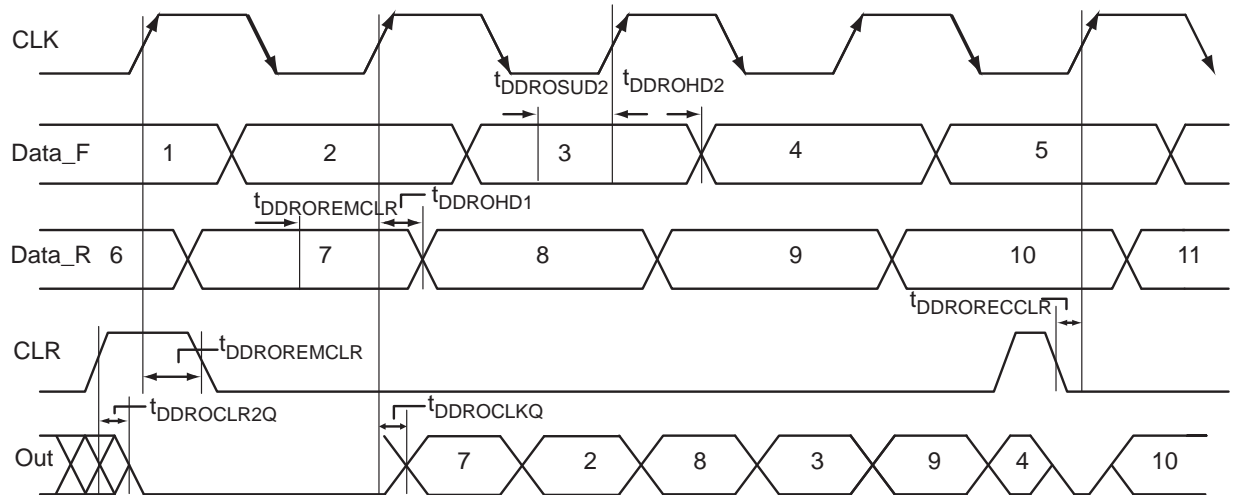 CLK
tDDROSUD2 tDDROHD2
Data_F 1 2 3 4 5
tDDROREMCLR tDDROHD1
Data_R 6 7 8 9 10 11
tDDRORECCLR
CLR
tDDROREMCLR
tDDROCLR2Q tDDROCLKQ
Out 7 2 8 3 9 4 10